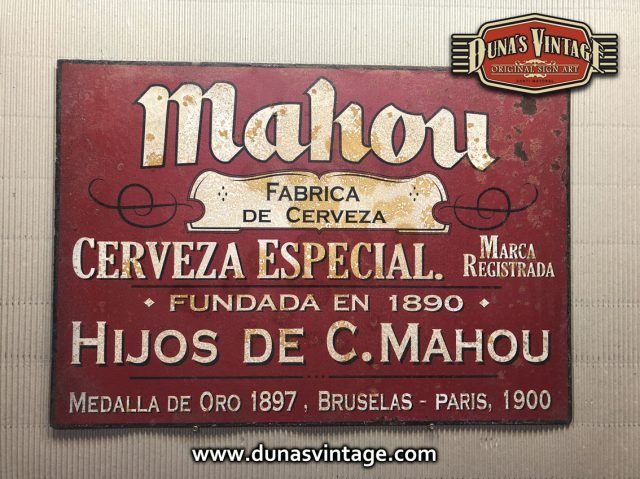 DUNA'S VINTAGE
ORIGINAL SIGN ART
Mahou
FABRICA
DE CERVEZA
CERVEZA ESPECIAL.
MARCA
REGISTRADA
FUNDADA EN 1890
HIJOS DE C. MAHOU
MEDALLA DE ORO 1897, BRUSELAS - PARIS, 1900
www.dunasvintage.com